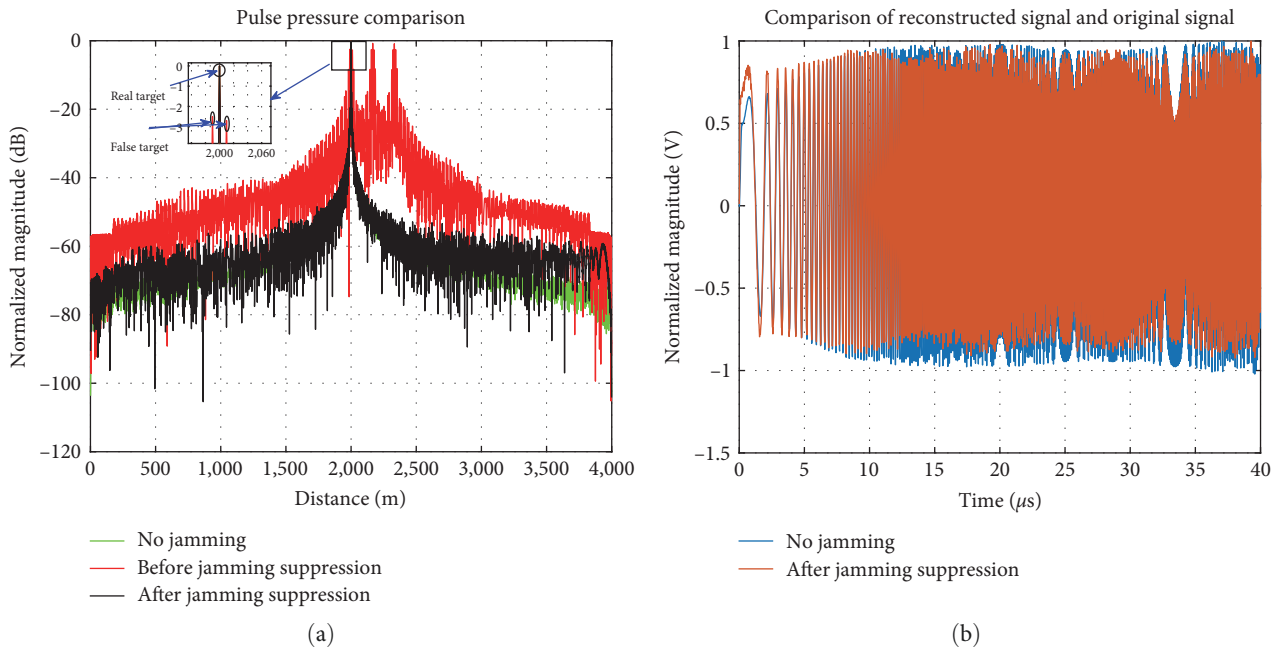 Pulse pressure comparison
0
−20
−40
−60
−80
−100
−120
Normalized magnitude (dB)
0
−1
−2
−3
2,000
2,060
Real target
False target
0
500
1,000
1,500
2,000
2,500
3,000
3,500
4,000
Distance (m)
No jamming
Before jamming suppression
After jamming suppression
(a)
Comparison of reconstructed signal and original signal
1
0.5
0
−0.5
−1
−1.5
Normalized magnitude (V)
0
5
10
15
20
25
30
35
40
Time (μs)
No jamming
After jamming suppression
(b)